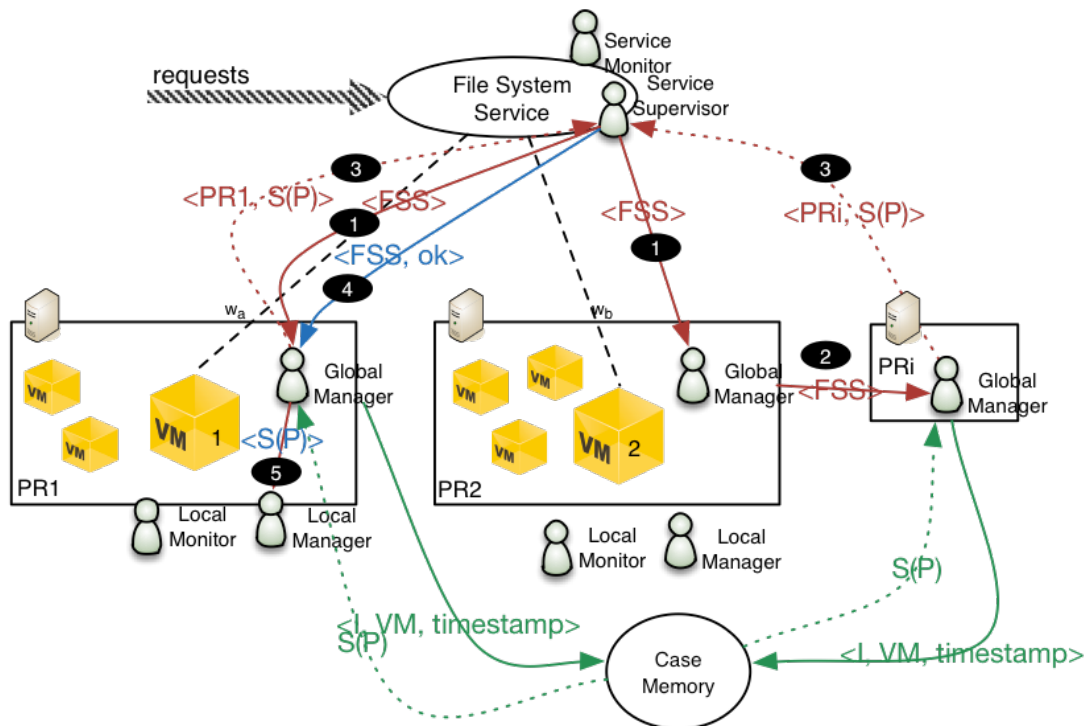 Service
Monitor
requests
File System
Service
Service
Supervisor
3
3
<PR1, S(P)>
<FSS>
<FSS>
<PRi, S(P)>
1
1
<FSS, ok>
4
wa
wb
2
PRi
Global
Manager
Global
Manager
<FSS>
Global
Manager
VM
VM
VM
1
<S(P)>
5
VM
VM
VM
2
PR1
PR2
Local
Monitor
Local
Manager
Local
Monitor
Local
Manager
S(P)
<I, VM, timestamp>
S(P)
<I, VM, timestamp>
Case
Memory